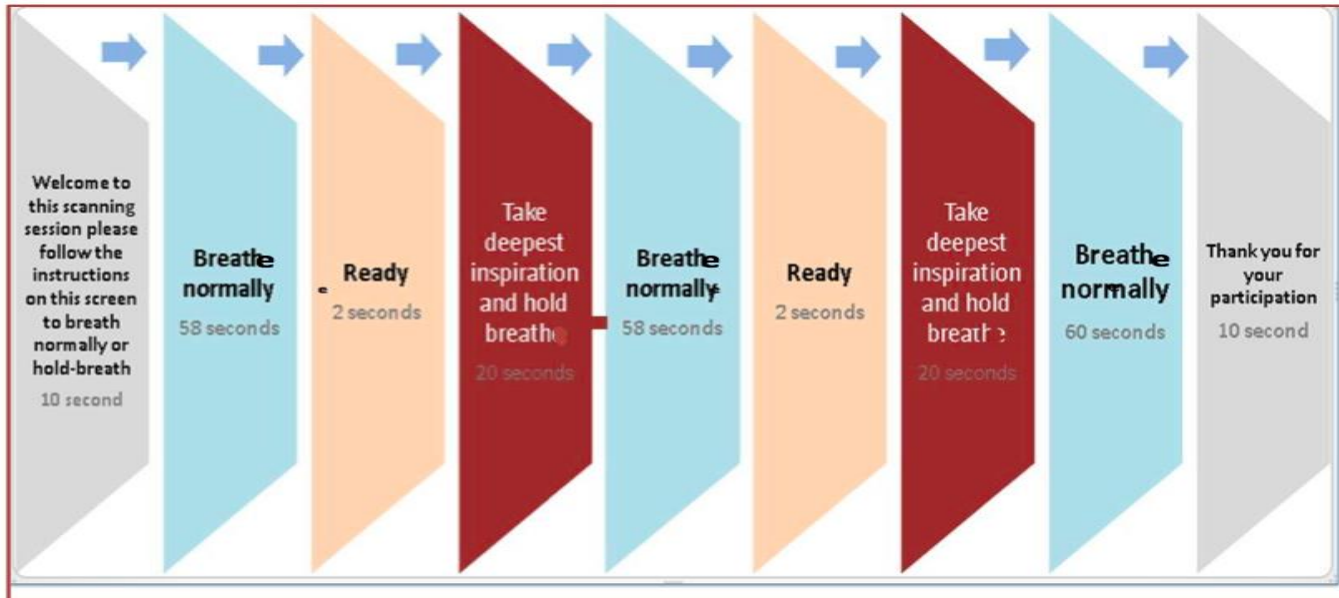 Welcome to
this scanning
session please
follow the
instructions
on this screen
to breath
normally or
hold-breath
10 second
Breathe
normally
58 seconds
e
Ready
2 seconds
Take
deepest
inspiration
and hold
breathe
20 seconds
Breathe
normally
58 seconds
Ready
2 seconds
Take
deepest
inspiration
and hold
breathe
20 seconds
Breathe
normally
60 seconds
Thank you for
your
participation
10 second